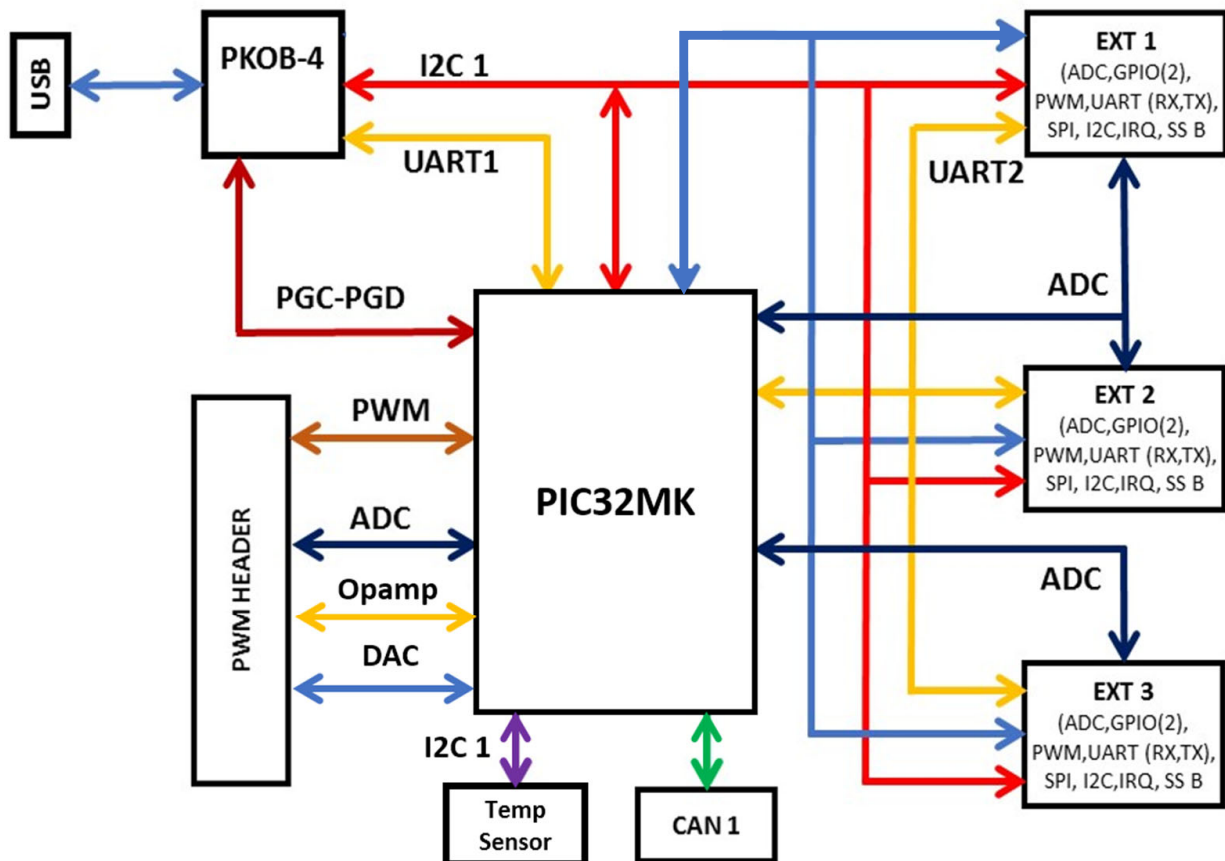 USB
PKOB-4
I2C 1
UART1
PGC-PGD
EXT 1
(ADC,GPIO(2),
PWM,UART (RX,TX),
SPI, I2C,IRQ, SS B
UART2
ADC
EXT 2
(ADC,GPIO(2),
PWM,UART (RX,TX),
SPI, I2C,IRQ, SS B
PWM HEADER
PWM
ADC
Opamp
DAC
PIC32MK
ADC
EXT 3
(ADC,GPIO(2),
PWM,UART (RX,TX),
SPI, I2C,IRQ, SS B
I2C 1
Temp
Sensor
CAN 1